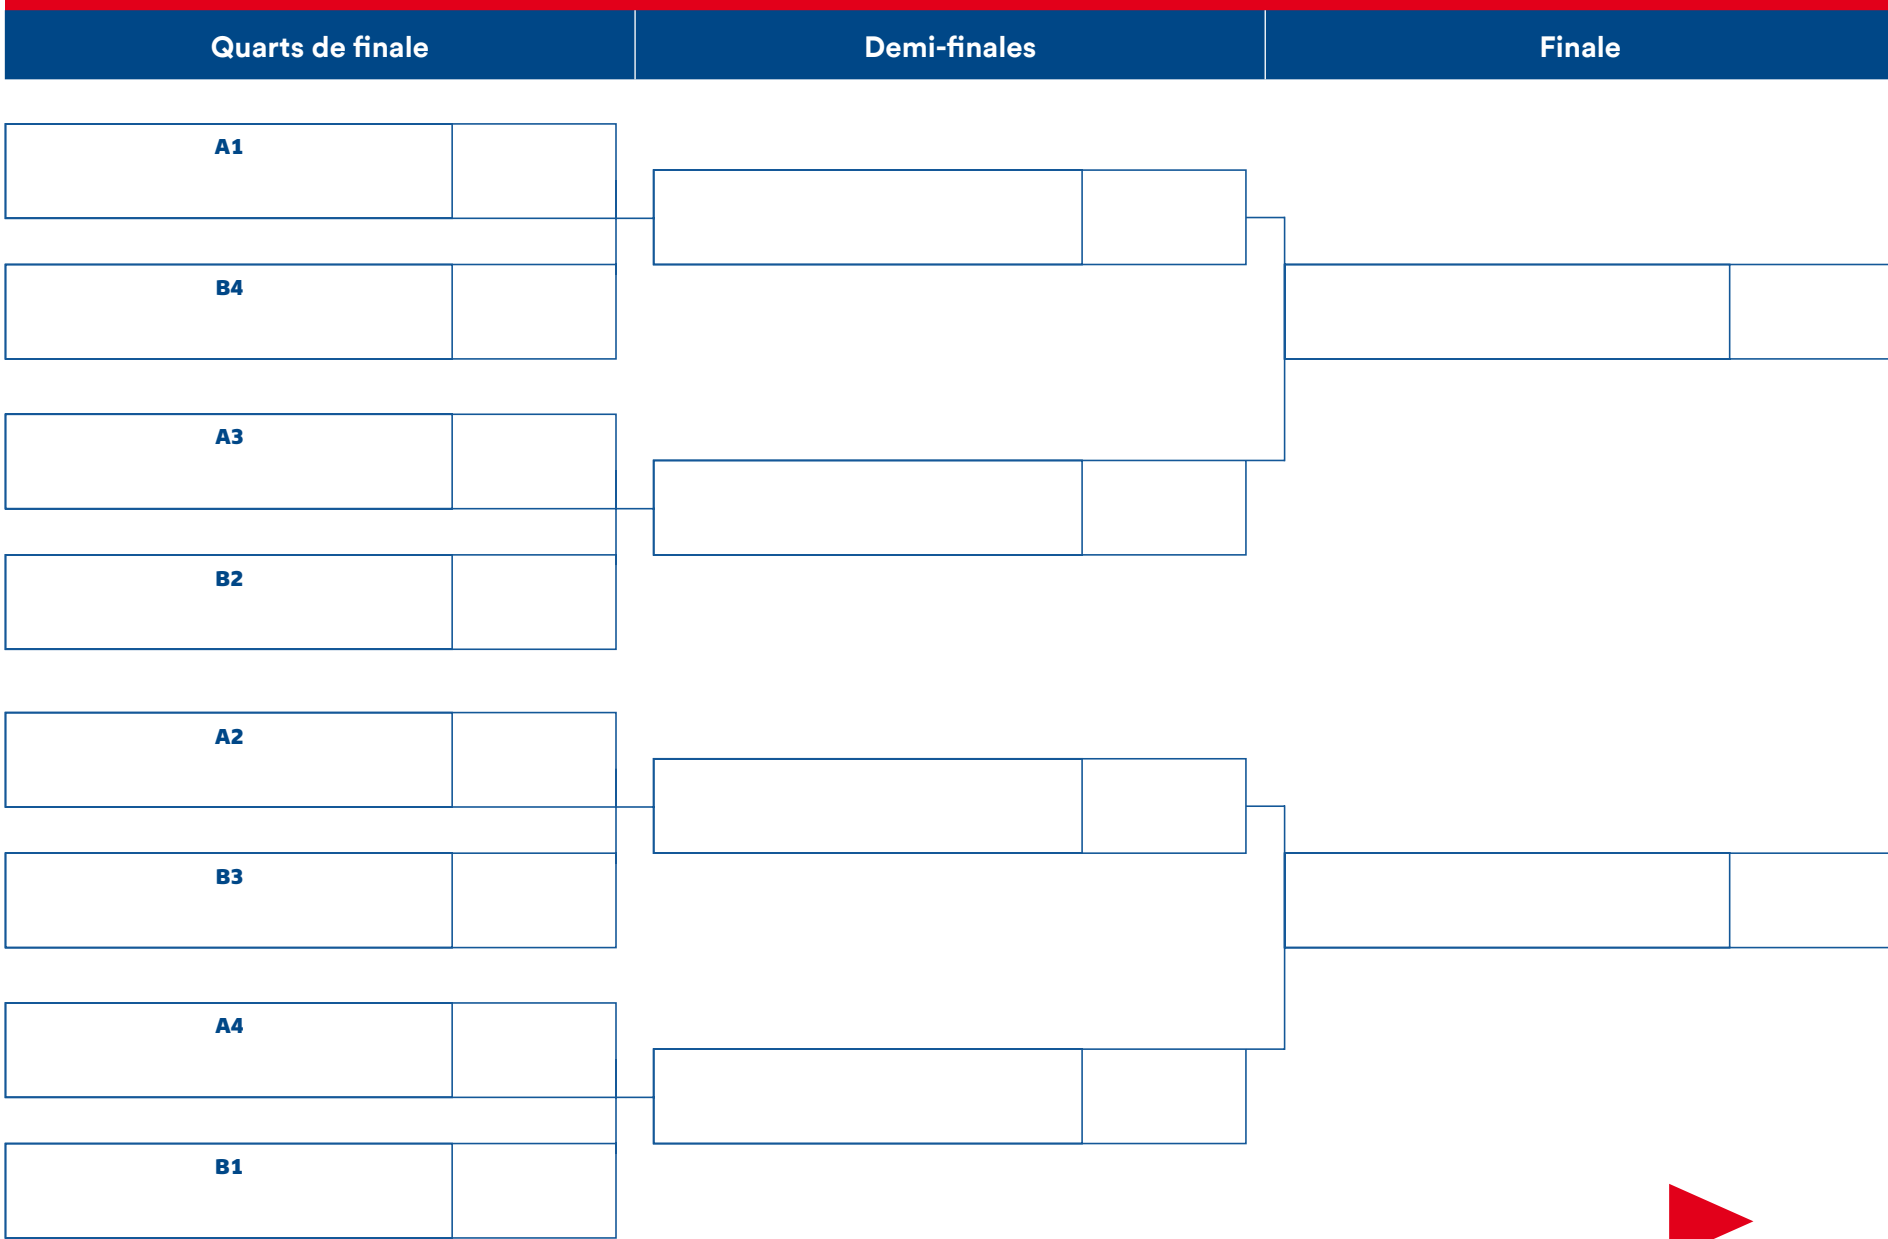 Quarts de finale
Demi-finales
Finale
A1
B4
A3
B2
A2
B3
A4
B1